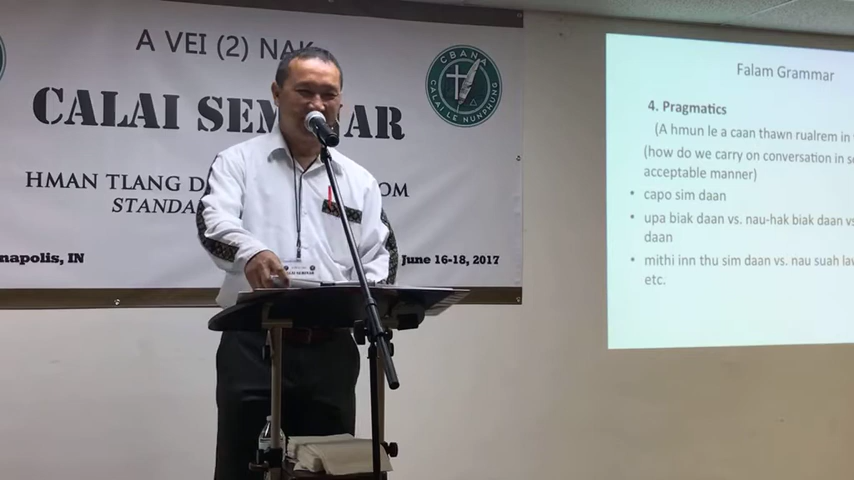 A VEI (2) NAK
CALAI SEMINAR
HMAN TLANG D
OM
STANDA
napolis, IN
June 16-18, 2017
CBANA
CALAI LE NUNPHUNG
Falam Grammar
4. Pragmatics
(A hmun le a caan thawn rualrem in
(how do we carry on conversation in so
acceptable manner)
• capo sim daan
• upa biak daan vs. nau-hak biak daan vs
daan
• mithi inn thu sim daan vs. nau suah law
etc.